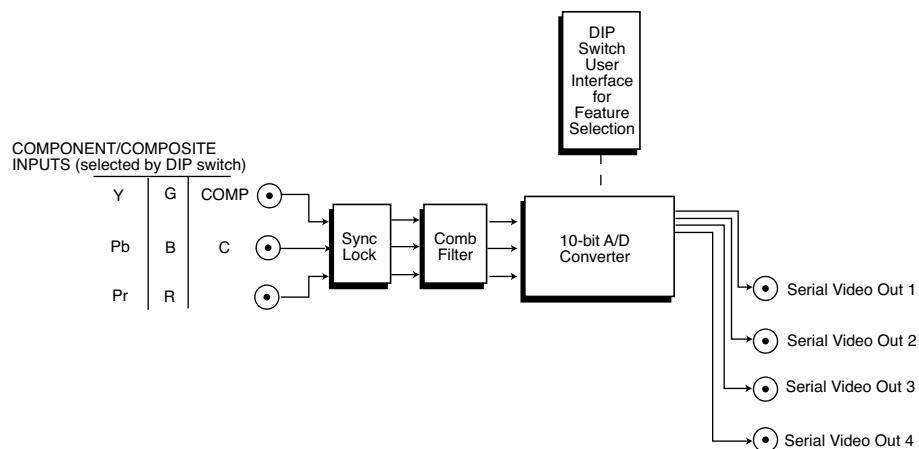 DIP
Switch
User
Interface
for
Feature
Selection
COMPONENT/COMPOSITE
INPUTS (selected by DIP switch)
Y G COMP
Pb B C
Pr R
Sync
Lock
Comb
Filter
10-bit A/D
Converter
Serial Video Out 1
Serial Video Out 2
Serial Video Out 3
Serial Video Out 4